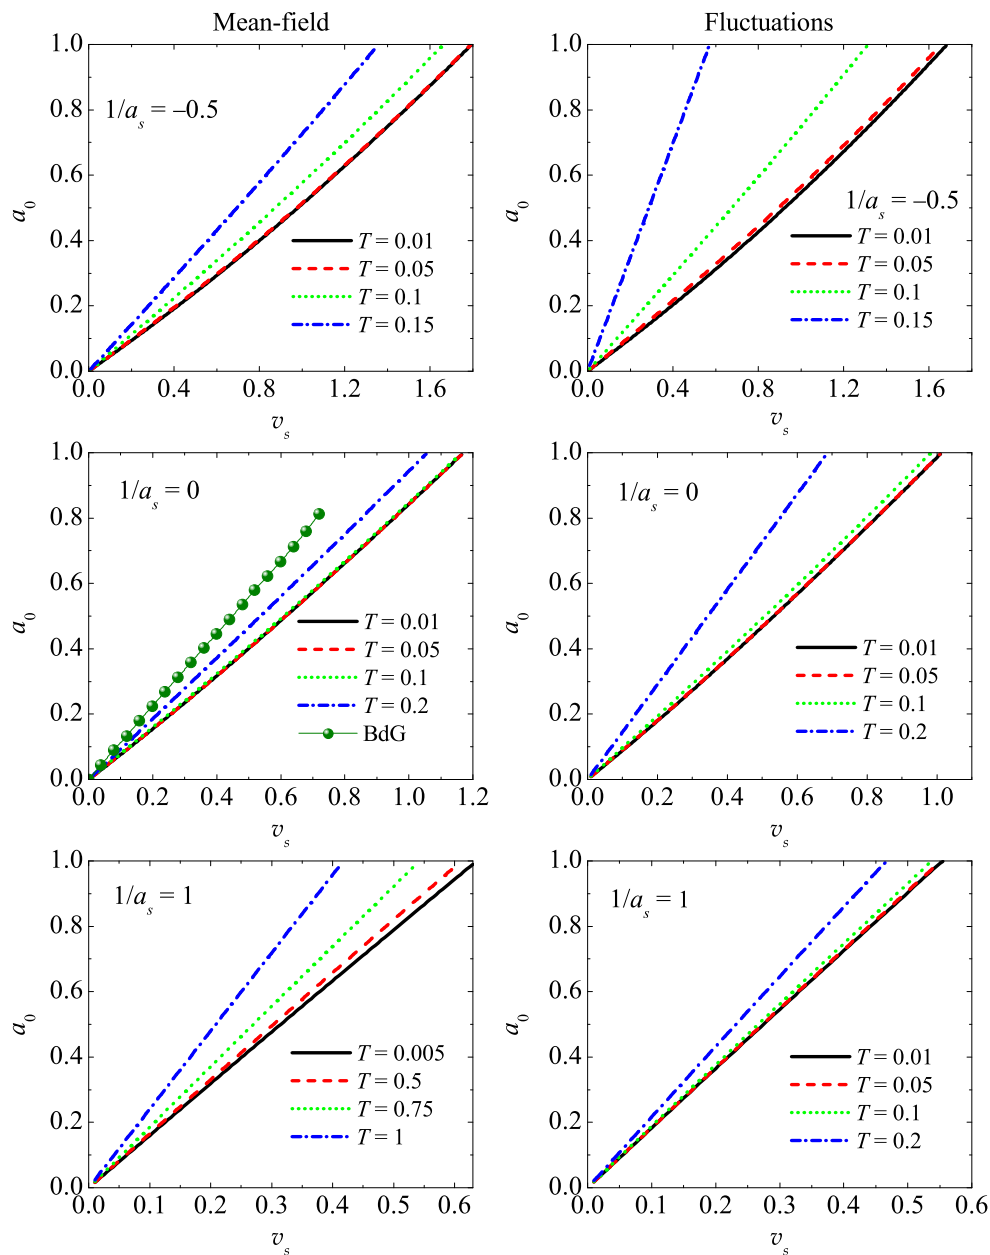 Mean-field
Fluctuations
1.0
0.8
0.6
0.4
0.2
0.0
a0
1/as = –0.5
T = 0.01
T = 0.05
T = 0.1
T = 0.15
0.0 0.4 0.8 1.2 1.6
vs
1.0
0.8
0.6
0.4
0.2
0.0
a0
1/as = –0.5
T = 0.01
T = 0.05
T = 0.1
T = 0.15
0.0 0.4 0.8 1.2 1.6
vs
1.0
0.8
0.6
0.4
0.2
0.0
a0
1/as = 0
T = 0.01
T = 0.05
T = 0.1
T = 0.2
BdG
0.0 0.2 0.4 0.6 0.8 1.0 1.2
vs
1.0
0.8
0.6
0.4
0.2
0.0
a0
1/as = 0
T = 0.01
T = 0.05
T = 0.1
T = 0.2
0.0 0.2 0.4 0.6 0.8 1.0
vs
1.0
0.8
0.6
0.4
0.2
0.0
a0
1/as = 1
T = 0.005
T = 0.5
T = 0.75
T = 1
0.0 0.1 0.2 0.3 0.4 0.5 0.6
vs
1.0
0.8
0.6
0.4
0.2
0.0
a0
1/as = 1
T = 0.01
T = 0.05
T = 0.1
T = 0.2
0.0 0.1 0.2 0.3 0.4 0.5 0.6
vs